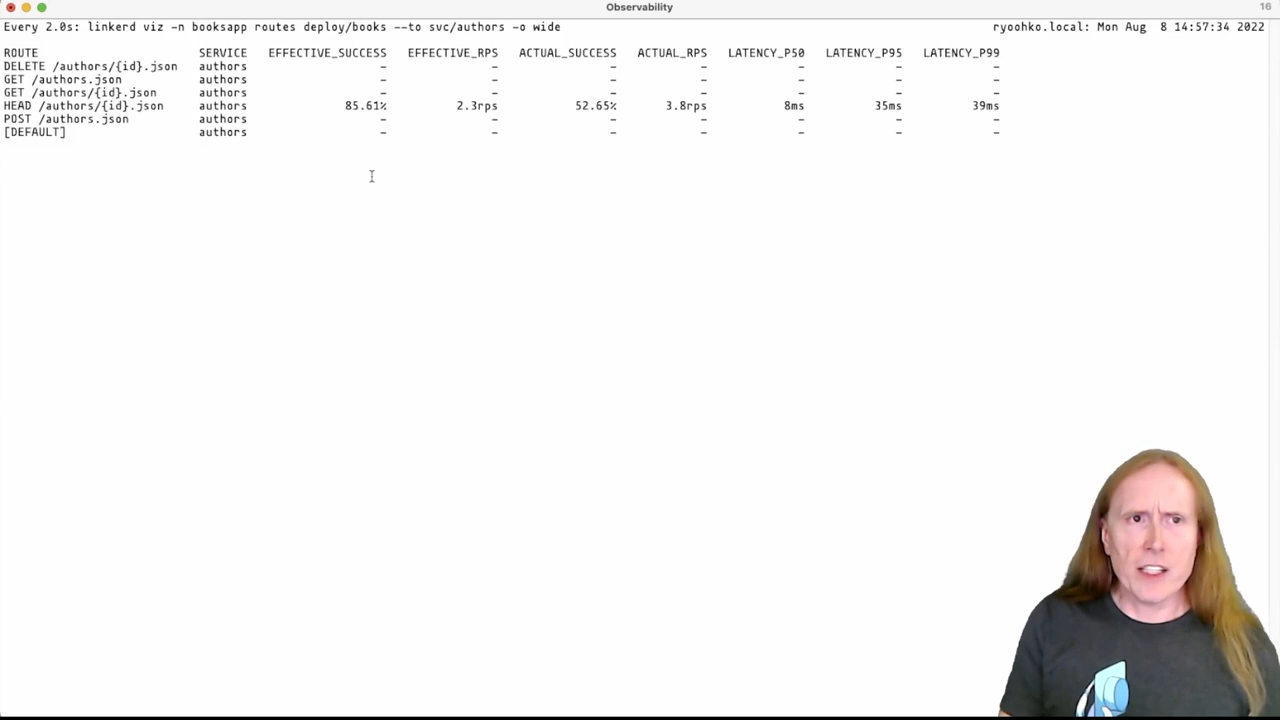 Observability
16
Every 2.0s: linkerd viz -n booksapp routes deploy/books --to svc/authors -o wide ryoohko.local: Mon Aug  8 14:57:34 2022
ROUTE SERVICE EFFECTIVE_SUCCESS EFFECTIVE_RPS ACTUAL_SUCCESS ACTUAL_RPS LATENCY_P50 LATENCY_P95 LATENCY_P99
DELETE /authors/{id}.json authors - - - - - - -
GET /authors.json authors - - - - - - -
GET /authors/{id}.json authors - - - - - - -
HEAD /authors/{id}.json authors 85.61% 2.3rps 52.65% 3.8rps 8ms 35ms 39ms
POST /authors.json authors - - - - - - -
[DEFAULT] authors - - - - - - -